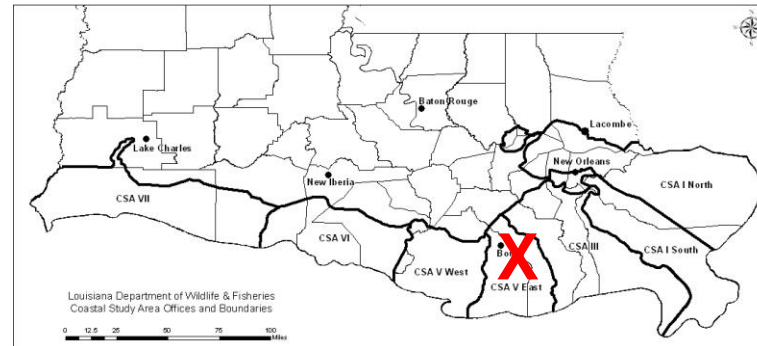 Baton Rouge
Lacombe
Lake Charles
New Orleans
New Iberia
CSA I North
CSA VII
CSA VI
CSA III
CSA I South
X
CSA V West
CSA V East
Louisiana Department of Wildlife & Fisheries
Coastal Study Area Offices and Boundaries
0 12.5 25 50 75 100
Miles